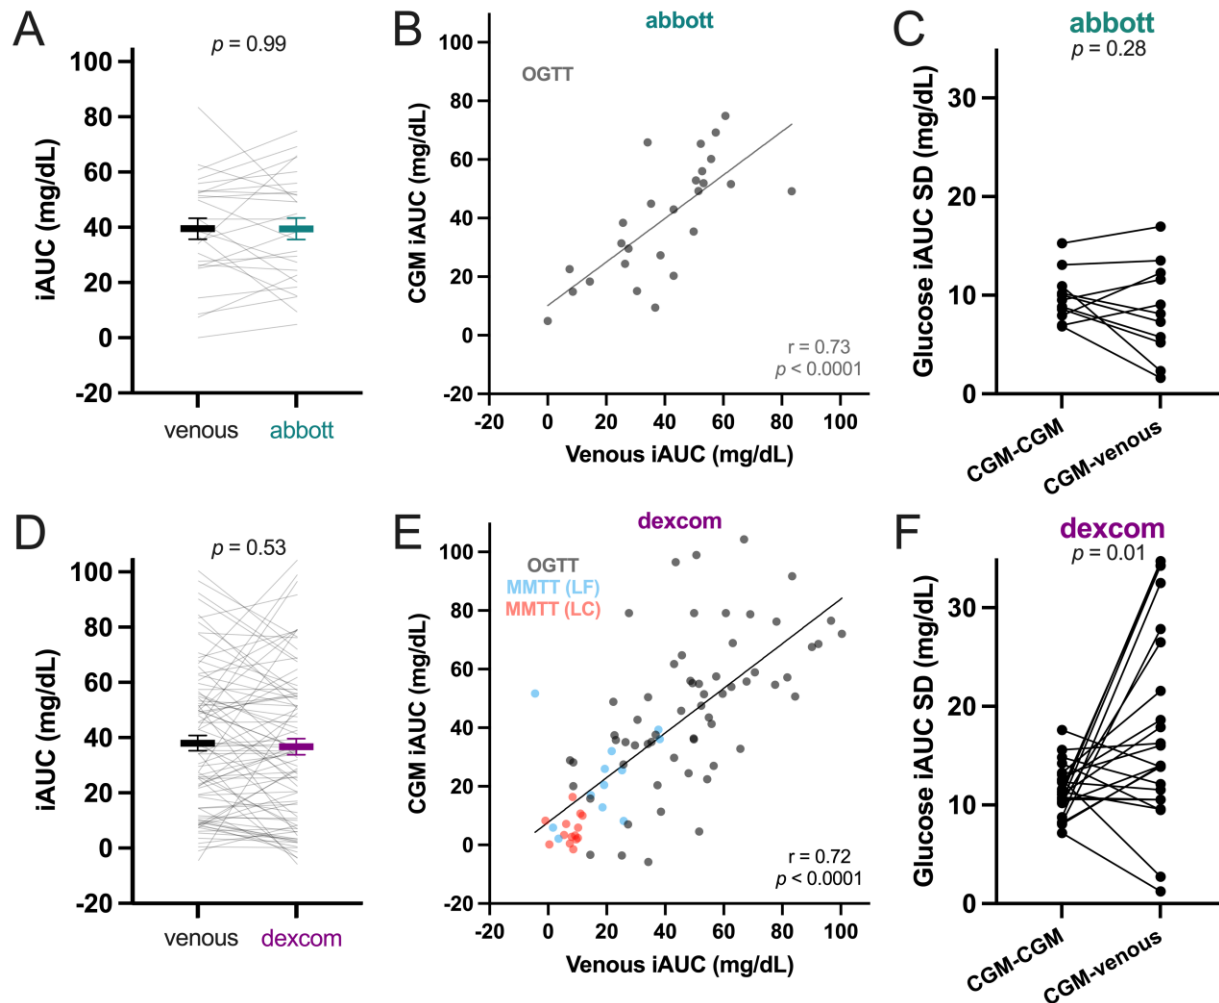 A
p = 0.99
iAUC (mg/dL)
100
80
60
40
20
0
-20
venous
abbott
B
abbott
CGM iAUC (mg/dL)
100
80
60
40
20
0
-20
OGTT
r = 0.73
p < 0.0001
-20 0 20 40 60 80 100
Venous iAUC (mg/dL)
C
abbott
p = 0.28
Glucose iAUC SD (mg/dL)
30
20
10
0
CGM-CGM
CGM-venous
D
p = 0.53
iAUC (mg/dL)
100
80
60
40
20
0
-20
venous
dexcom
E
dexcom
CGM iAUC (mg/dL)
100
80
60
40
20
0
-20
OGTT
MMTT (LF)
MMTT (LC)
r = 0.72
p < 0.0001
-20 0 20 40 60 80 100
Venous iAUC (mg/dL)
F
dexcom
p = 0.01
Glucose iAUC SD (mg/dL)
30
20
10
0
CGM-CGM
CGM-venous